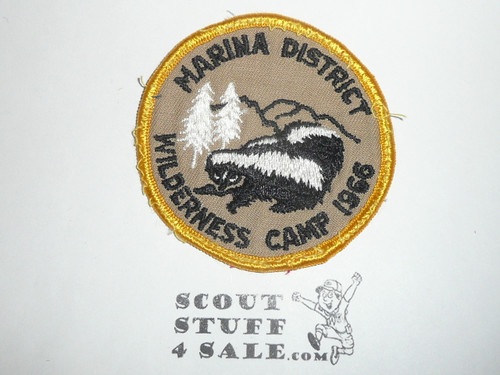 MARINA DISTRICT
WILDERNESS CAMP 1966
SCOUT
STUFF
4 SALE.COM